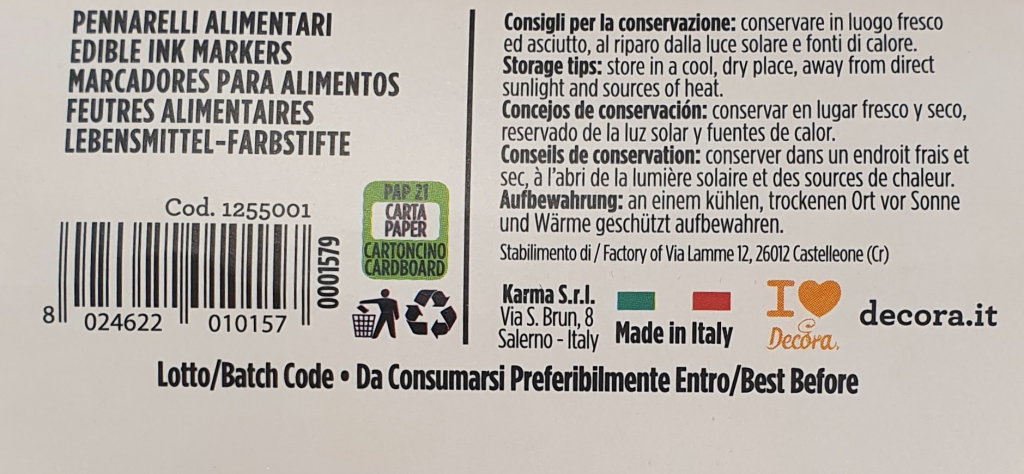 PENNARELLI ALIMENTARI
EDIBLE INK MARKERS
MARCADORES PARA ALIMENTOS
FEUTRES ALIMENTAIRES
LEBENSMITTEL-FARBSTIFTE
Cod. 1255001
8 024622 010157
0001579
PAP 21
CARTA
PAPER
CARTONCINO
CARDBOARD
Consigli per la conservazione: conservare in luogo fresco
ed asciutto, al riparo dalla luce solare e fonti di calore.
Storage tips: store in a cool, dry place, away from direct
sunlight and sources of heat.
Concejos de conservación: conservar en lugar fresco y seco,
reservado de la luz solar y fuentes de calor.
Conseils de conservation: conserver dans un endroit frais et
sec, à l'abri de la lumière solaire et des sources de chaleur.
Aufbewahrung: an einem kühlen, trockenen Ort vor Sonne
und Wärme geschützt aufbewahren.
Stabilimento di / Factory of Via Lamme 12, 26012 Castelleone (Cr)
Karma S.r.l.
Via S. Brun, 8
Salerno - Italy
Made in Italy
I
Decora.
decora.it
Lotto/Batch Code • Da Consumarsi Preferibilmente Entro/Best Before